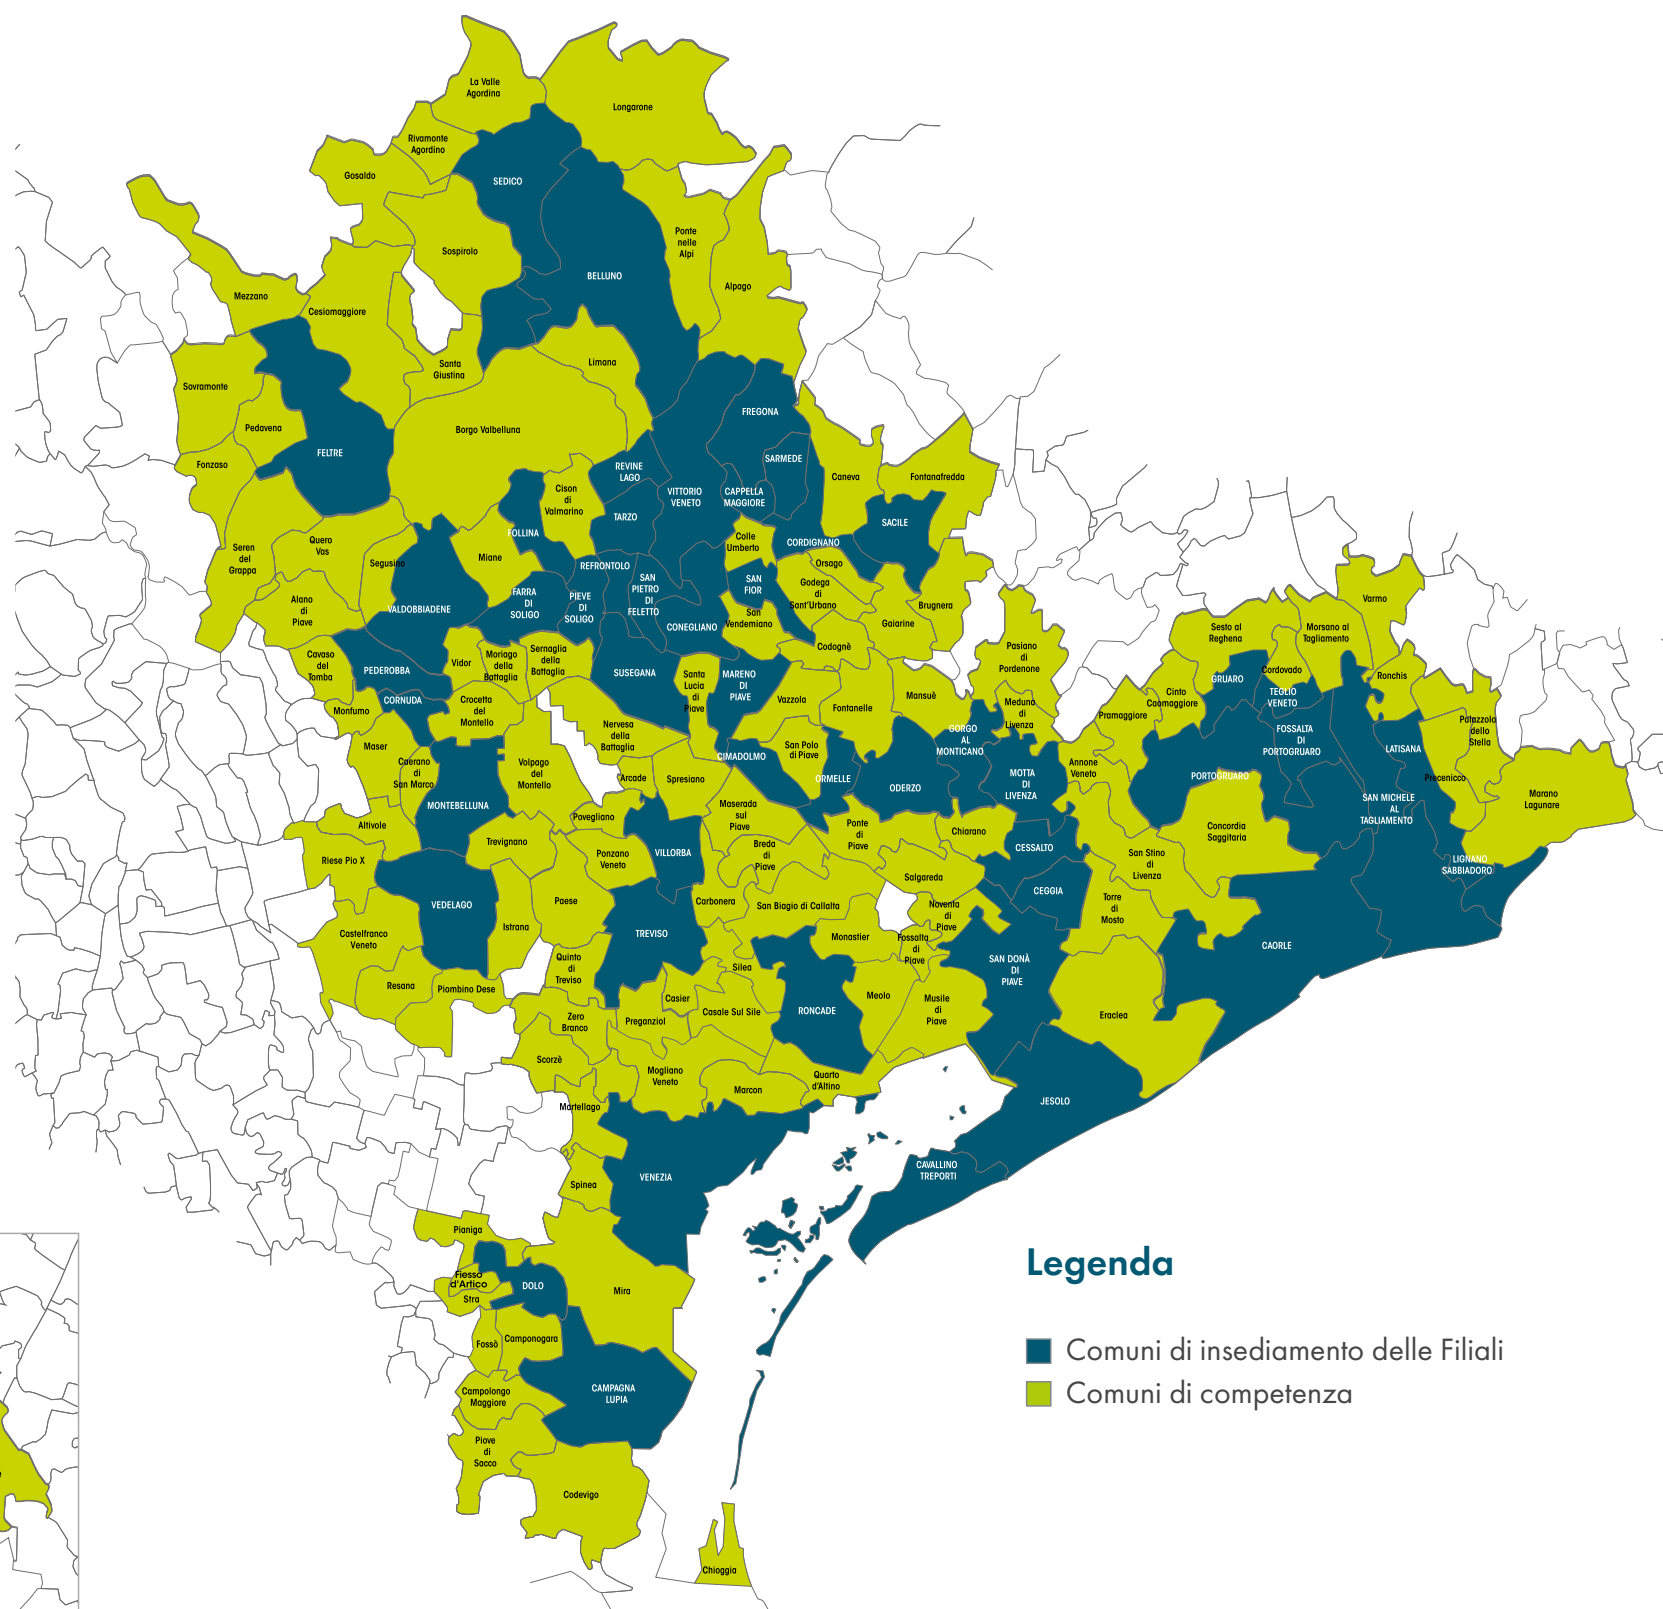 La Valle
Agordina
Longarone
Rivamonte
Agordino
Gosaldo
SEDICO
Sospirolo
Ponte
nelle
Alpi
BELLUNO
Alpago
Mezzano
Cesiomaggiore
Limana
Santa
Giustina
Sovramonte
FREGONA
Pedavena
Borgo Valbelluna
FELTRE
SARMEDE
Fonzaso
REVINE
LAGO
Caneva
Fontanafredda
VITTORIO
VENETO
CAPPELLA
MAGGIORE
Cison
di
Valmarino
TARZO
SACILE
FOLLINA
Colle
Umberto
CORDIGNANO
Quero
Vas
Seren
del
Grappa
Segusino
Miane
REFRONTOLO
Orsago
SAN
PIETRO
DI
FELETTO
SAN
FIOR
Godega
di
Sant'Urbano
Alano
di
Piave
VALDOBBIADENE
FARRA
DI
SOLIGO
PIEVE
DI
SOLIGO
Brugnera
Varmo
CONEGLIANO
San
Vendemiano
Gaiarine
Sesto al
Reghena
Morsano al
Tagliamento
Codognè
Pasiano
di
Pordenone
Cavaso
del
Tomba
PEDEROBBA
Vidor
Moriago
della
Battaglia
Sernaglia
della
Battaglia
SUSEGANA
Santa
Lucia
di
Piave
MARENO
DI
PIAVE
GRUARO
Cordovado
Ronchis
CORNUDA
Crocetta
del
Montello
Vazzola
Fontanelle
Mansuè
Cinto
Caomaggiore
TEGLIO
VENETO
Monfumo
Meduna
di
Livenza
Pramaggiore
Nervesa
della
Battaglia
GORGO
AL
MONTICANO
FOSSALTA
DI
PORTOGRUARO
Palazzolo
dello
Stella
Maser
San Polo
di Piave
LATISANA
CIMADOLMO
Caerano
di
San Marco
Volpago
del
Montello
Arcade
Spresiano
ORMELLE
ODERZO
MOTTA
DI
LIVENZA
Annone
Veneto
PORTOGRUARO
Precenicco
MONTEBELLUNA
Marano
Lagunare
Altivole
Povegliano
Maserada
sul
Piave
SAN MICHELE
AL
TAGLIAMENTO
Ponte
di
Piave
Chiarano
Concordia
Saggitaria
Riese Pio X
Trevignano
Ponzano
Veneto
VILLORBA
Breda
di
Piave
CESSALTO
San Stino
di
Livenza
LIGNANO
SABBIADORO
Salgareda
CEGGIA
VEDELAGO
Paese
Carbonera
San Biagio di Callalta
Noventa
di
Piave
Torre
di
Mosto
Istrana
Castelfranco
Veneto
TREVISO
Monastier
Fossalta
di
Piave
CAORLE
Quinto
di
Treviso
Silea
SAN DONÀ
DI
PIAVE
Resana
Piombino Dese
Casier
Meolo
Musile
di
Piave
Zero
Branco
Preganziol
Casale Sul Sile
RONCADE
Eraclea
Scorzè
Mogliano
Veneto
Marcon
Quarto
d'Altino
Martellago
JESOLO
VENEZIA
CAVALLINO
TREPORTI
Spinea
Pianiga
Fiesso
d'Artico
DOLO
Mira
Stra
Fossò
Camponogara
Campolongo
Maggiore
CAMPAGNA
LUPIA
Piove
di
Sacco
Codevigo
Chioggia
Legenda
Comuni di insediamento delle Filiali
Comuni di competenza